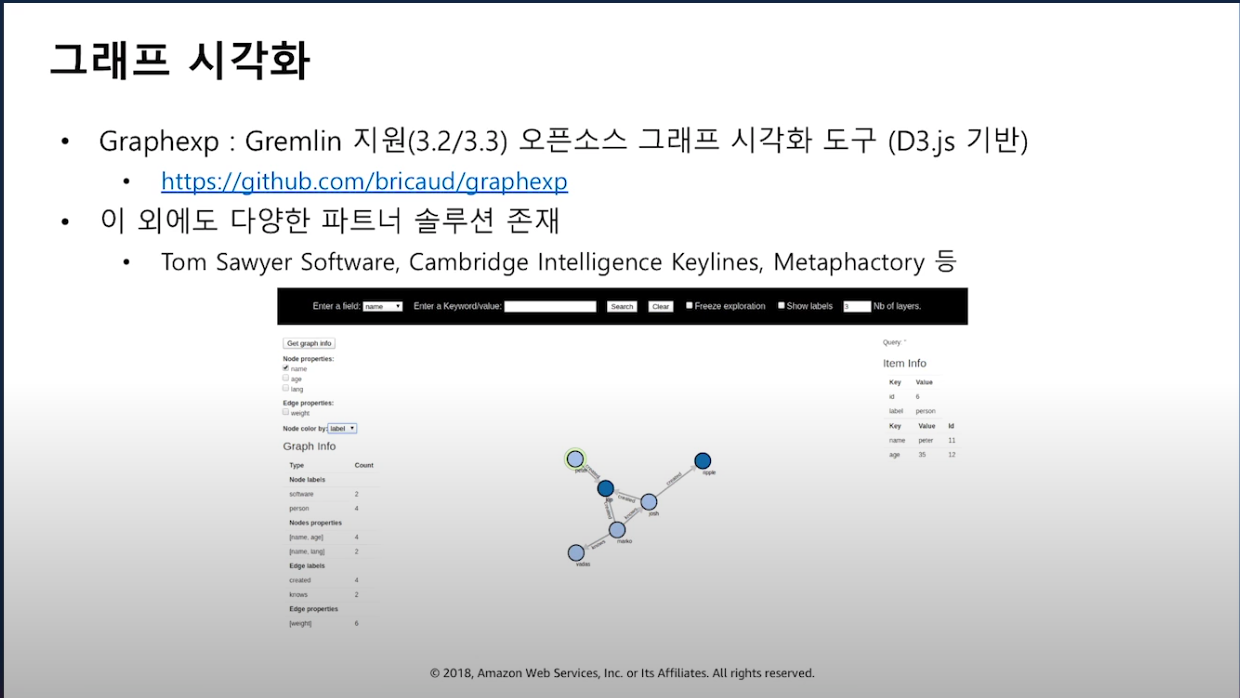 그래프 시각화
• Graphexp : Gremlin 지원(3.2/3.3) 오픈소스 그래프 시각화 도구 (D3.js 기반)
• https://github.com/bricaud/graphexp
• 이 외에도 다양한 파트너 솔루션 존재
• Tom Sawyer Software, Cambridge Intelligence Keylines, Metaphactory 등
Enter a field: name Enter a Keyword/value: Search Clear Freeze exploration Show labels 3 Nb of layers.
Get graph info
Node properties:
name
age
lang
Edge properties:
weight
Node color by: label
Graph Info
Type Count
Node labels
software 2
person 4
Nodes properties
[name, age] 4
[name, lang] 2
Edge labels
created 4
knows 2
Edge properties
[weight] 6
peter
created
created
created
created
ripple
josh
knows
marko
knows
vadas
Query: '
Item Info
Key Value
id 6
label person
Key Value Id
name peter 11
age 35 12
© 2018, Amazon Web Services, Inc. or Its Affiliates. All rights reserved.